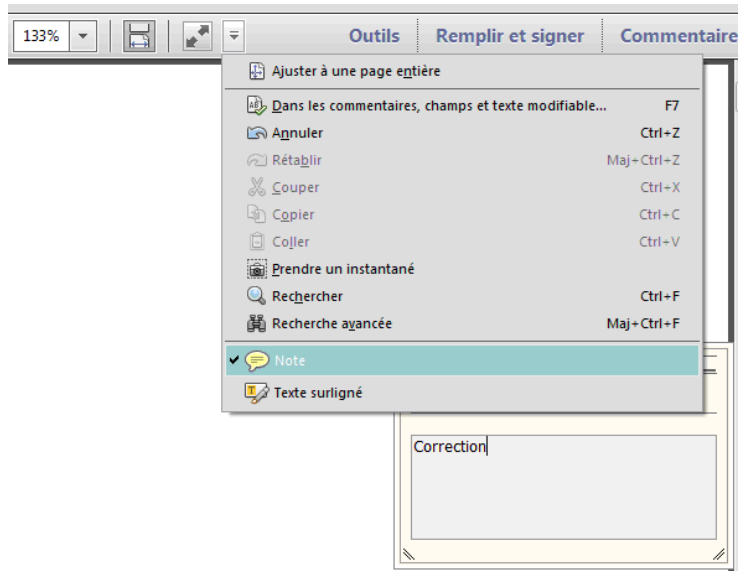 133% Outils Remplir et signer Commentaire
Ajuster à une page entière
Dans les commentaires, champs et texte modifiable... F7
Annuler Ctrl+Z
Rétablir Maj+Ctrl+Z
Couper Ctrl+X
Copier Ctrl+C
Coller Ctrl+V
Prendre un instantané
Rechercher Ctrl+F
Recherche avancée Maj+Ctrl+F
Note
Texte surligné
Correction